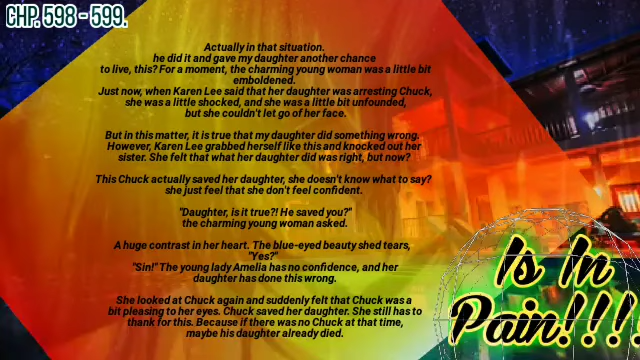 CHP. 598 - 599.
Actually in that situation.
he did it and gave my daughter another chance
to live, this? For a moment, the charming young woman was a little bit
emboldened.
Just now, when Karen Lee said that her daughter was arresting Chuck,
she was a little shocked, and she was a little bit unfounded,
but she couldn't let go of her face.
But in this matter, it is true that my daughter did something wrong.
However, Karen Lee grabbed herself like this and knocked out her
sister. She felt that what her daughter did was right, but now?
This Chuck actually saved her daughter, she doesn't know what to say?
she just feel that she don't feel confident.
"Daughter, is it true?! He saved you?"
the charming young woman asked.
A huge contrast in her heart. The blue-eyed beauty shed tears,
"Yes?"
"Sin!" The young lady Amelia has no confidence, and her
daughter has done this wrong.
She looked at Chuck again and suddenly felt that Chuck was a
bit pleasing to her eyes. Chuck saved her daughter. She still has to
thank for this. Because if there was no Chuck at that time,
maybe his daughter already died.
Is In
Pain!!!